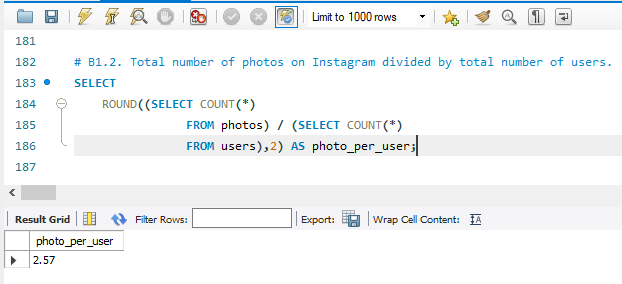 Limit to 1000 rows
181
182 # B1.2. Total number of photos on Instagram divided by total number of users.
183 SELECT
184 ROUND((SELECT COUNT(*)
185 FROM photos) / (SELECT COUNT(*)
186 FROM users),2) AS photo_per_user;
187
Result Grid Filter Rows: Export: Wrap Cell Content: IA
photo_per_user
2.57